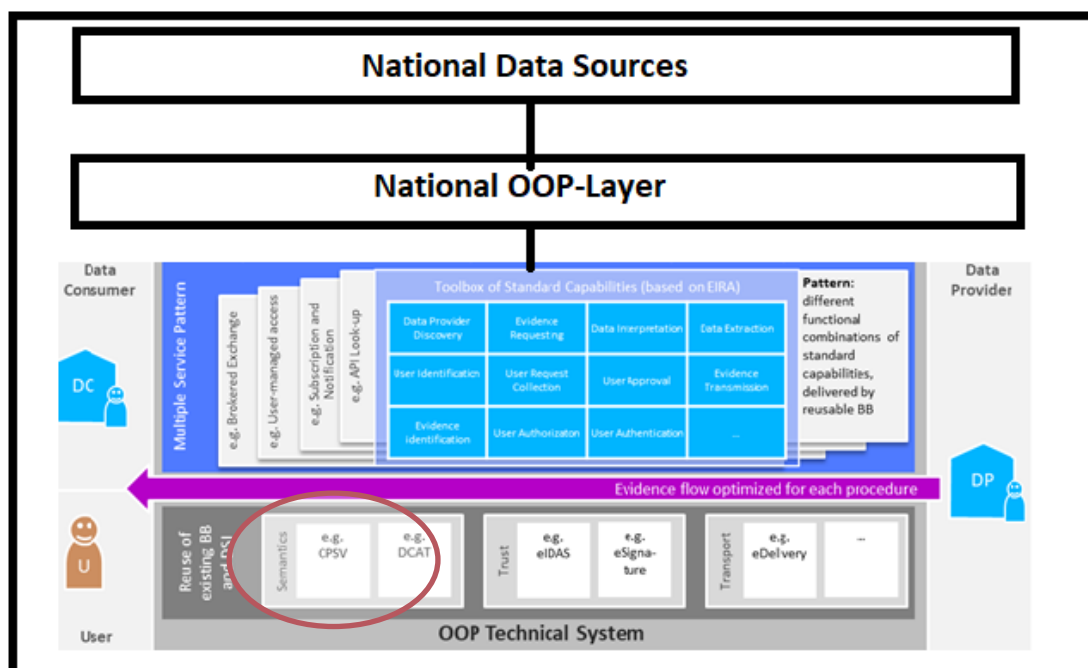 National Data Sources
National OOP-Layer
Data
Consumer
DC
U
User
Multiple Service Pattern
e.g. Brokered Exchange
e.g. User-managed access
e.g. Subscription and
Notification
e.g. API Look-up
Toolbox of Standard Capabilities (based on EIRA)
Data Provider
Discovery
Evidence
Requesting
Data Interpretation
Data Extraction
User Identification
User Request
Collection
User Approval
Evidence
Transmission
Evidence
identification
User Authorizaton
User Authentication
...
Pattern:
different
functional
combinations of
standard
capabilities,
delivered by
reusable BB
Data
Provider
DP
Evidence flow optimized for each procedure
Reuse of
existing BB
and DSI
Semantics
e.g.
CPSV
e.g.
DCAT
Trust
e.g.
eIDAS
e.g.
eSigna-
ture
Transport
e.g.
eDelivery
...
OOP Technical System